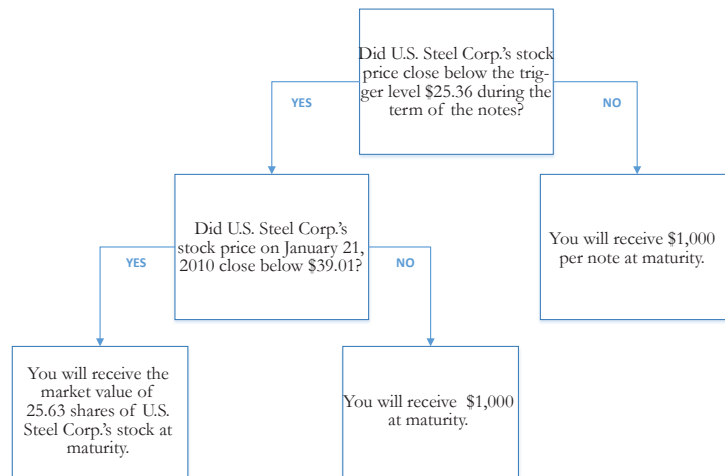 Did U.S. Steel Corp.'s stock
price close below the trig-
ger level $25.36 during the
term of the notes?
YES
NO
Did U.S. Steel Corp.'s
stock price on January 21,
2010 close below $39.01?
You will receive $1,000
per note at maturity.
YES
NO
You will receive the
market value of
25.63 shares of U.S.
Steel Corp.'s stock at
maturity.
You will receive $1,000
at maturity.